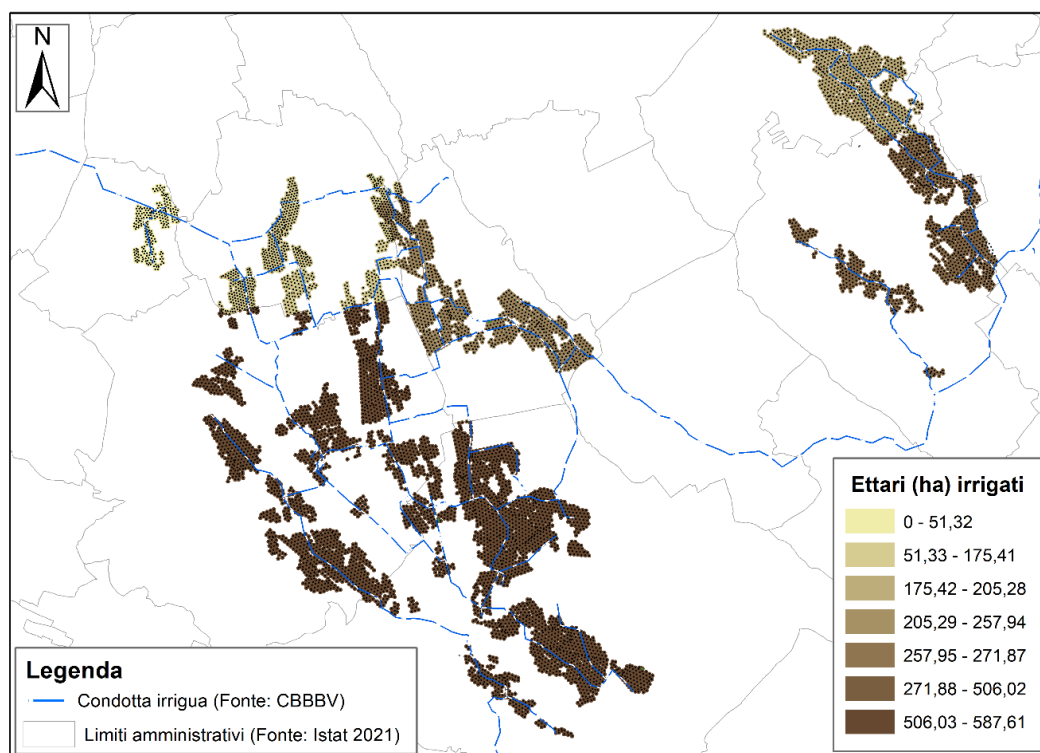 N
Ettari (ha) irrigati
0 - 51,32
51,33 - 175,41
175,42 - 205,28
205,29 - 257,94
257,95 - 271,87
271,88 - 506,02
506,03 - 587,61
Legenda
Condotta irrigua (Fonte: CBBBV)
Limiti amministrativi (Fonte: Istat 2021)